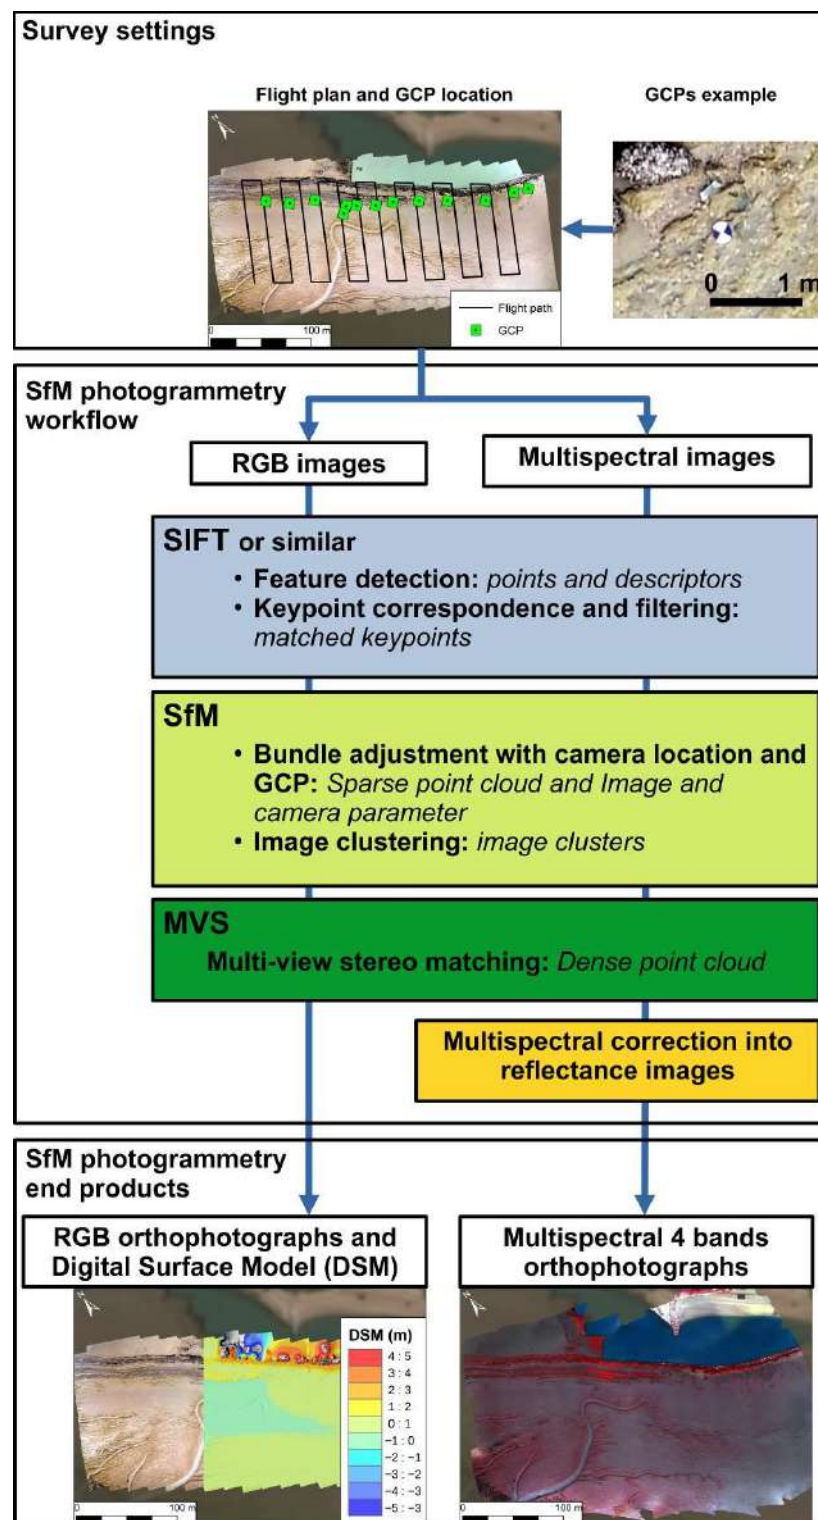 Survey settings
Flight plan and GCP location
GCPs example
N
0 1 m
Flight path
GCP
0 100 m
SfM photogrammetry
workflow
RGB images
Multispectral images
SIFT or similar
• Feature detection: points and descriptors
• Keypoint correspondence and filtering:
matched keypoints
SfM
• Bundle adjustment with camera location and
GCP: Sparse point cloud and Image and
camera parameter
• Image clustering: image clusters
MVS
Multi-view stereo matching: Dense point cloud
Multispectral correction into
reflectance images
SfM photogrammetry
end products
RGB orthophotographs and
Digital Surface Model (DSM)
Multispectral 4 bands
orthophotographs
DSM (m)
4 : 5
3 : 4
2 : 3
1 : 2
0 : 1
−1 : 0
−2 : −1
−3 : −2
−4 : −3
−5 : −3
0 100 m
0 100 m